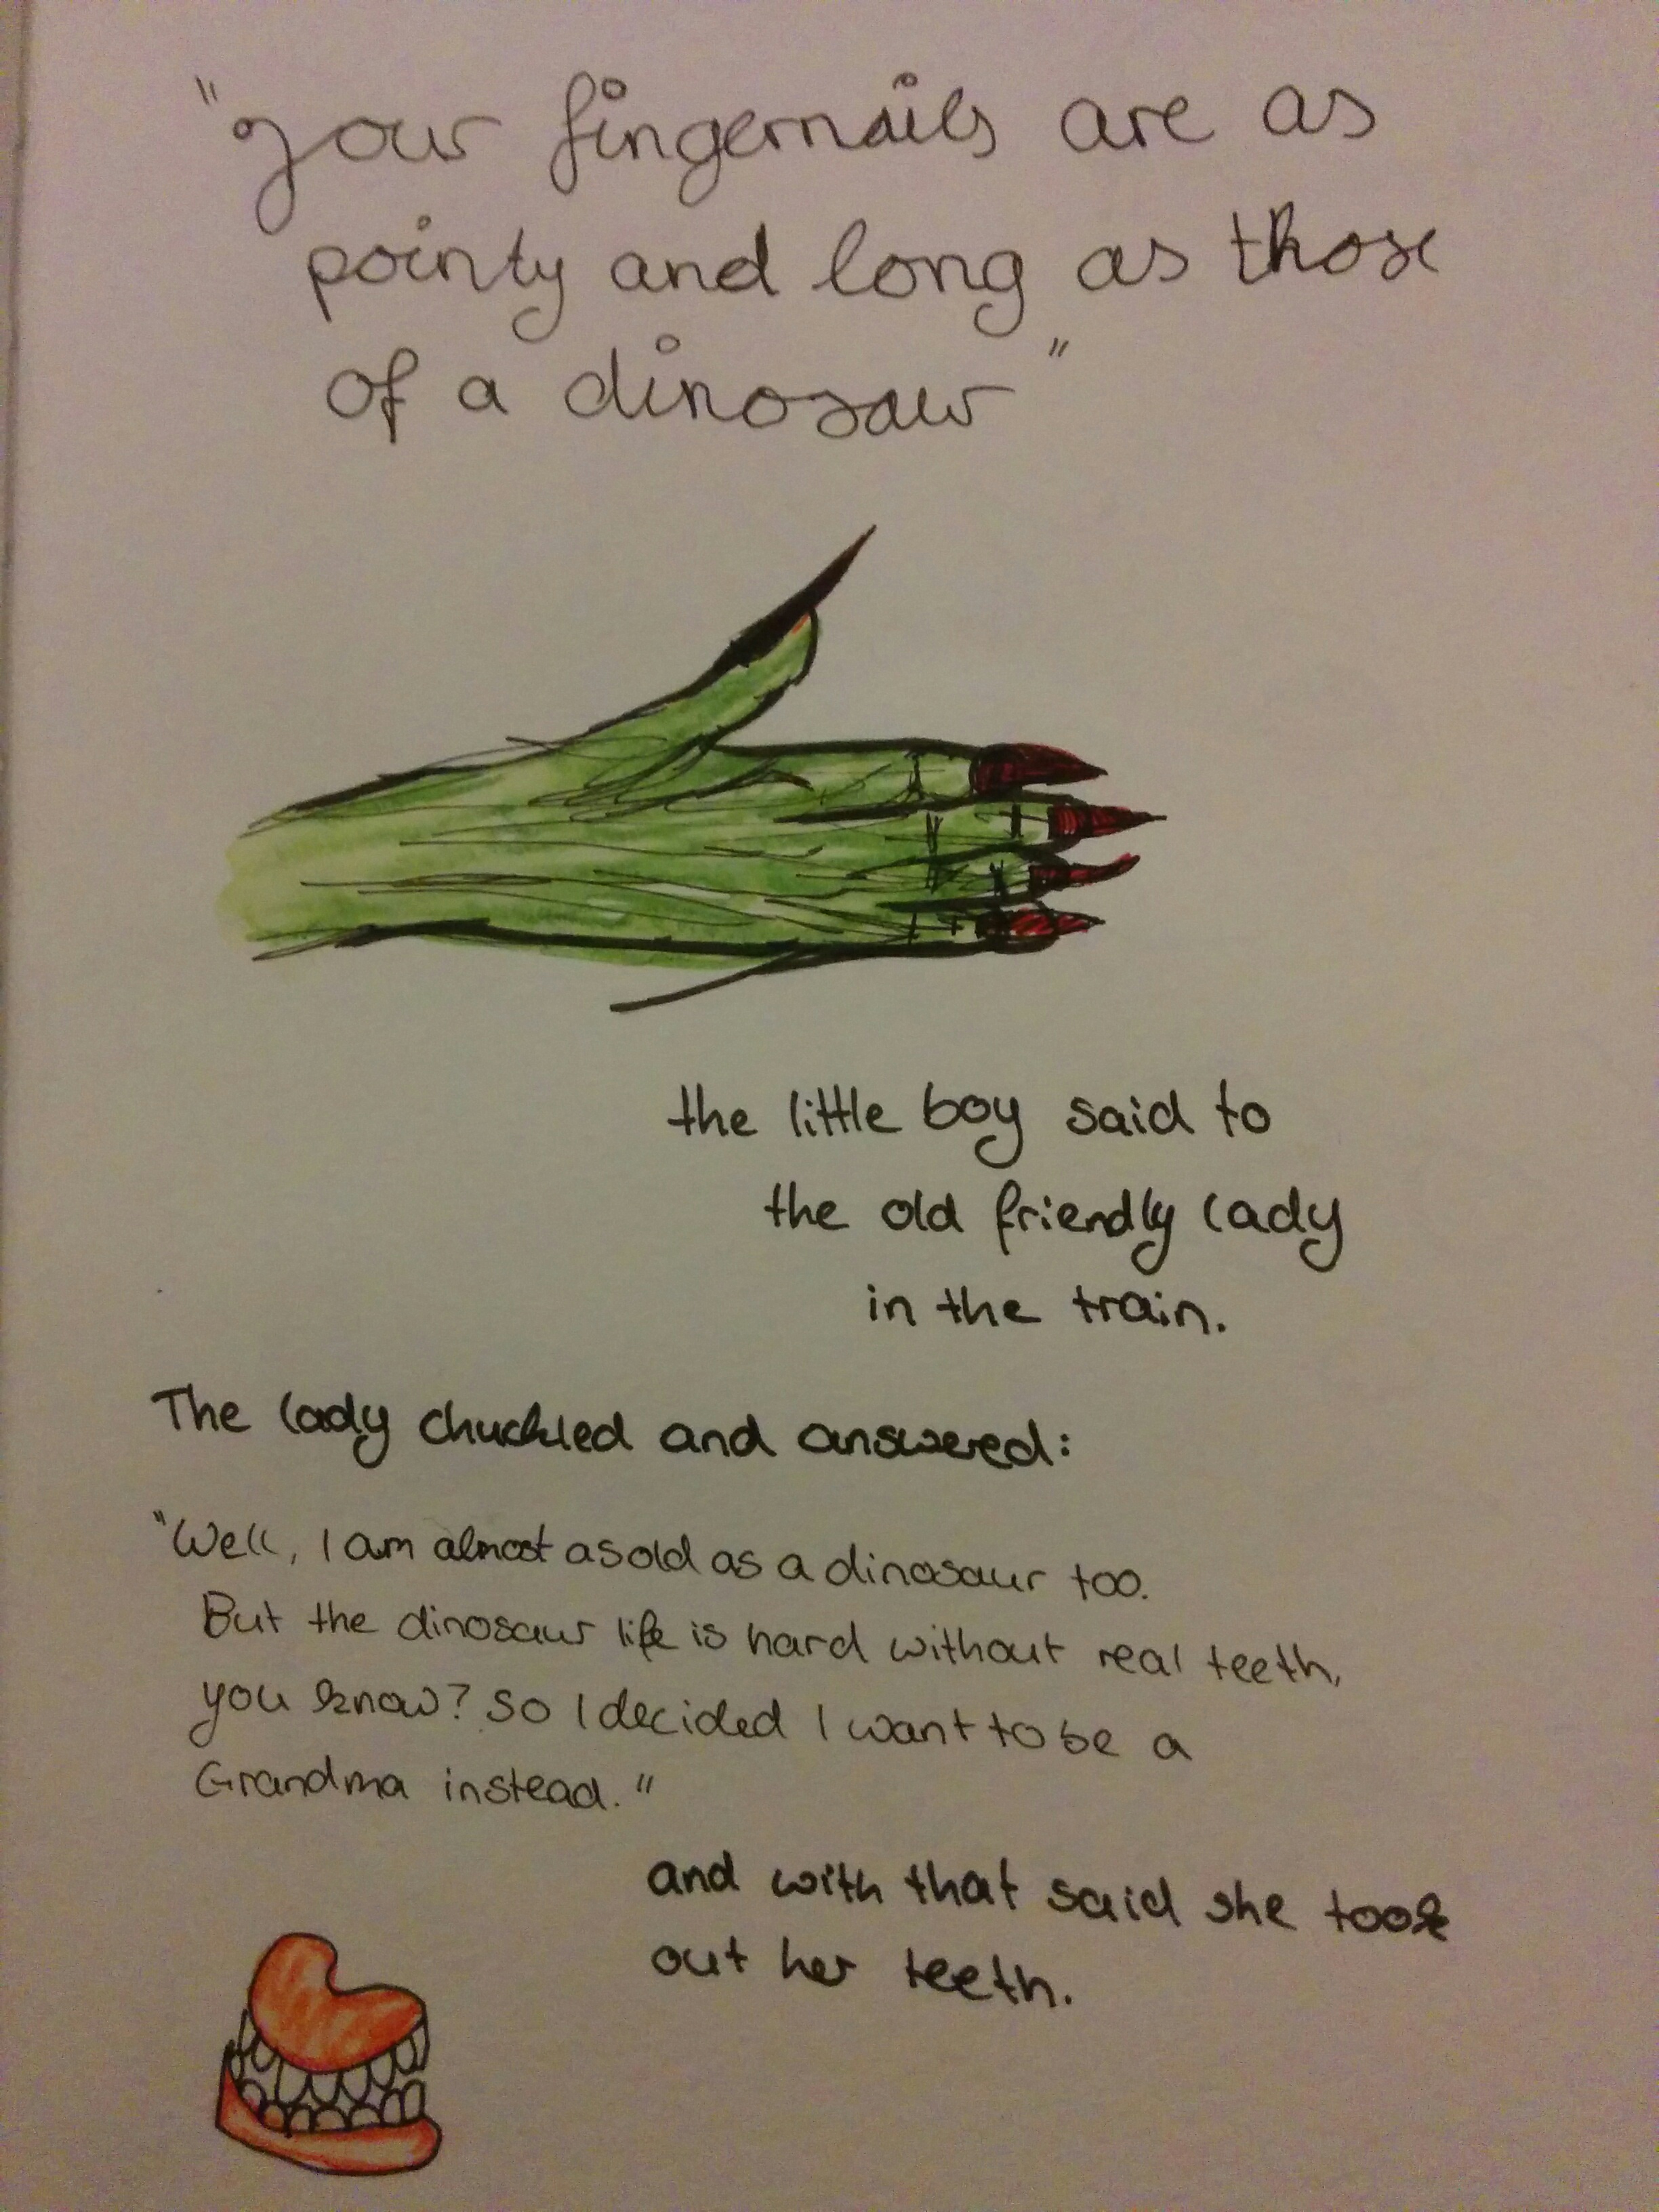 "your fingernails are as
pointy and long as those
of a dinosaur"
the little boy said to
the old friendly lady
in the train.
The lady chuckled and answered:
"Well, I am almost as old as a dinosaur too.
But the dinosaur life is hard without real teeth,
you know? So I decided I want to be a
Grandma instead."
and with that said she took
out her teeth.